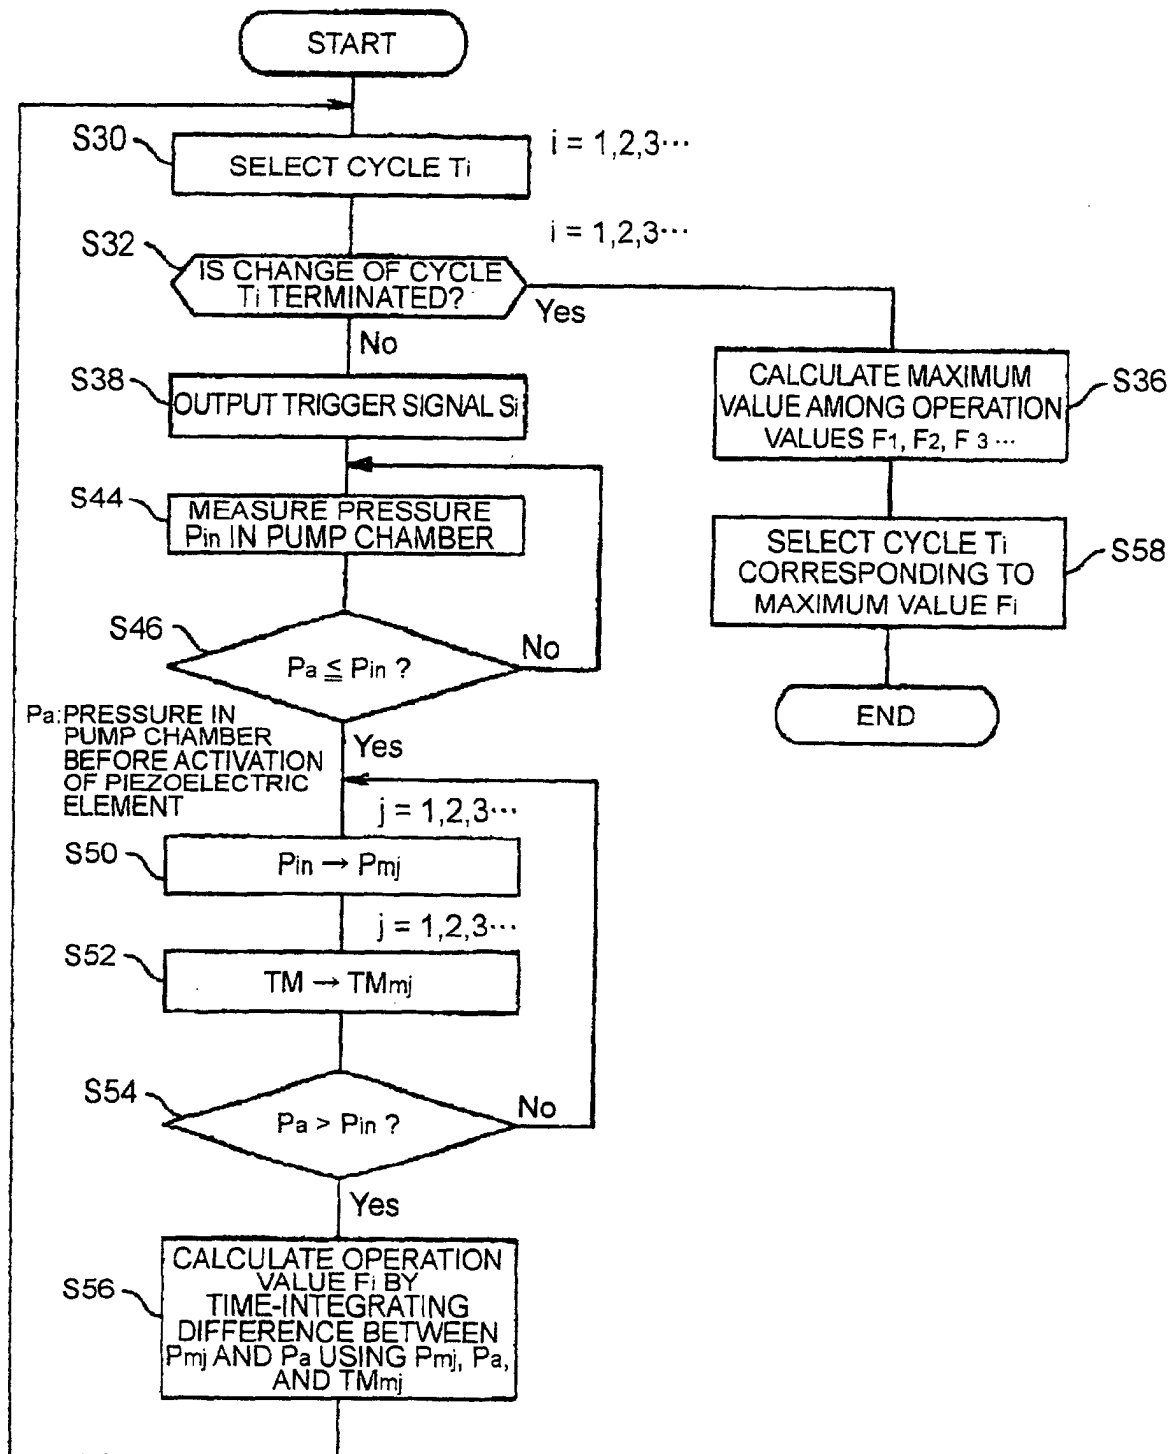 START
S30
SELECT CYCLE Ti
i = 1,2,3···
S32
i = 1,2,3···
IS CHANGE OF CYCLE
Ti TERMINATED?
Yes
No
S38
OUTPUT TRIGGER SIGNAL Si
CALCULATE MAXIMUM
VALUE AMONG OPERATION
VALUES F1, F2, F 3 ···
S36
S44
MEASURE PRESSURE
Pin IN PUMP CHAMBER
SELECT CYCLE Ti
CORRESPONDING TO
MAXIMUM VALUE Fi
S58
S46
Pa ≦ Pin ?
No
END
Pa:PRESSURE IN
PUMP CHAMBER
BEFORE ACTIVATION
OF PIEZOELECTRIC
ELEMENT
Yes
j = 1,2,3···
S50
Pin → Pmj
j = 1,2,3···
S52
TM → TMmj
S54
Pa > Pin ?
No
Yes
S56
CALCULATE OPERATION
VALUE Fi BY
TIME-INTEGRATING
DIFFERENCE BETWEEN
Pmj AND Pa USING Pmj, Pa,
AND TMmj